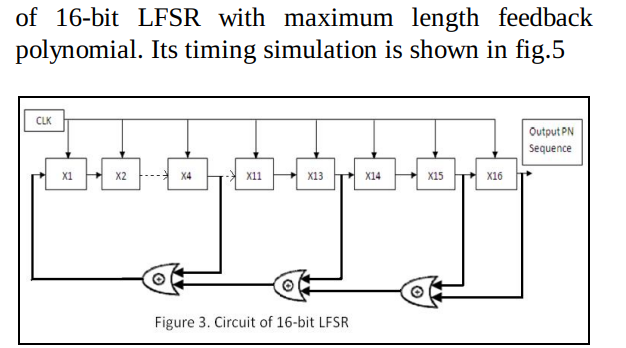 of 16-bit LFSR with maximum length feedback
polynomial. Its timing simulation is shown in fig.5
CLK
Output PN
Sequence
X1 X2 X4 X11 X13 X14 X15 X16
Figure 3. Circuit of 16-bit LFSR